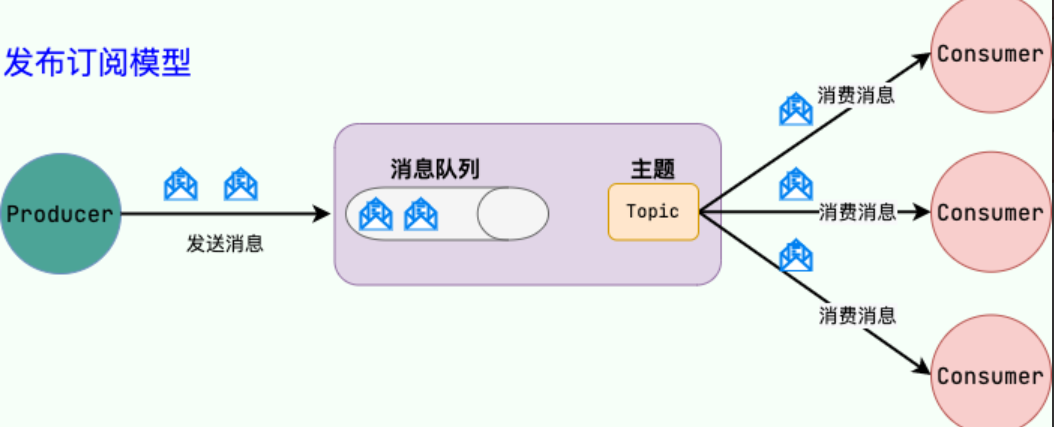 发布订阅模型
Producer
发送消息
消息队列
主题
Topic
消费消息
消费消息
消费消息
Consumer
Consumer
Consumer